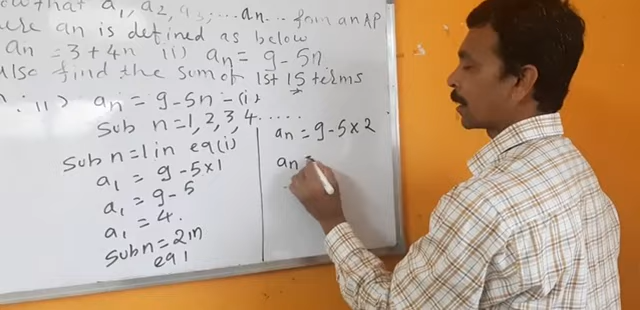 how that a₁, a₂, a₃; ... an.. from an AP
ere an is defined as below
an = 3 + 4n ii) an = 9 - 5n
also find the sum of 1st 15 terms
: ii) an = 9 - 5n - (i)
Sub n = 1, 2, 3, 4.....
Sub n = 1 in eq(i)
a₁ = 9 - 5×1
a₁ = 9 - 5
a₁ = 4.
Sub n = 2 in
eq 1
an = 9 - 5 × 2
an =